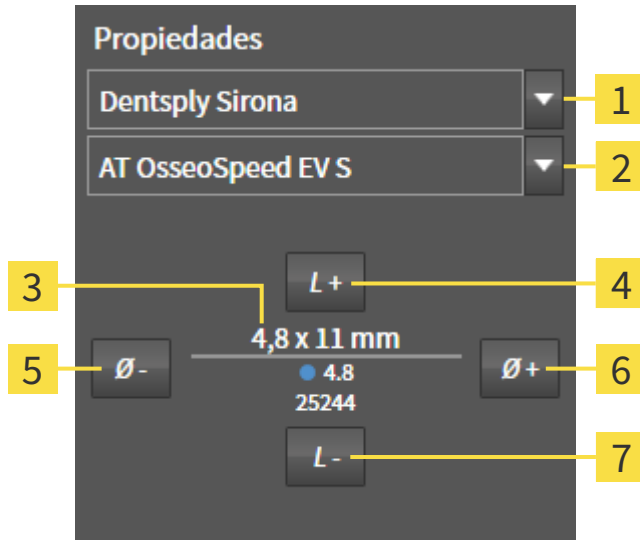 Propiedades
Dentsply Sirona
1
AT OsseoSpeed EV S
2
3
L +
4
4,8 x 11 mm
5
Ø -
4.8
Ø +
6
25244
L -
7